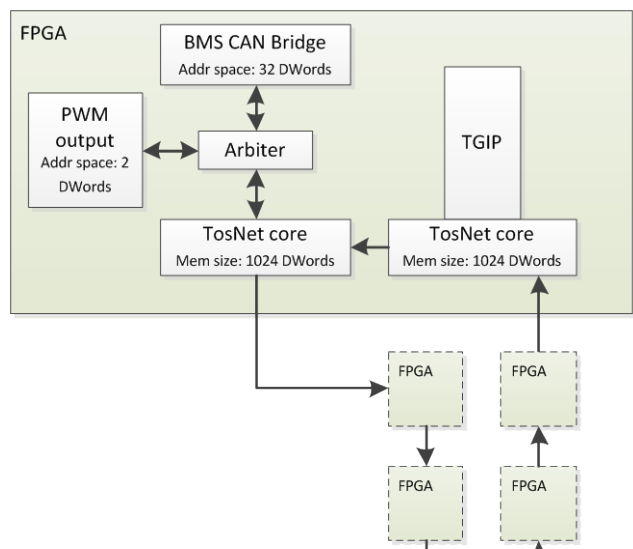 FPGA
BMS CAN Bridge
Addr space: 32 DWords
PWM
output
Addr space: 2
DWords
Arbiter
TGIP
TosNet core
Mem size: 1024 DWords
TosNet core
Mem size: 1024 DWords
FPGA
FPGA
FPGA
FPGA